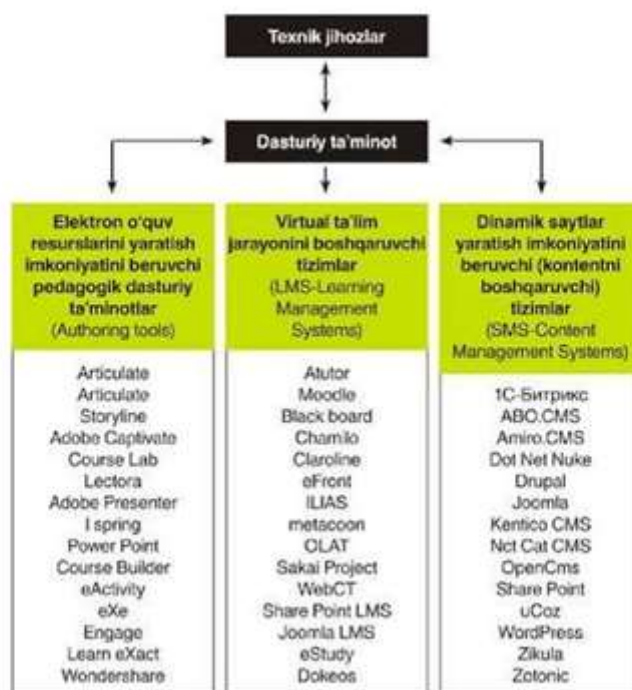 Texnik jihozlar
Dasturiy ta'minot
Elektron o'quv
resurslarini yaratish
imkoniyatini beruvchi
pedagogik dasturiy
ta'minotlar
(Authoring tools)
Articulate
Articulate
Storyline
Adobe Captivate
Course Lab
Lectora
Adobe Presenter
I spring
Power Point
Course Builder
eActivity
eXe
Engage
Learn eXact
Wondershare
Virtual ta'lim
jarayonini boshqaruvchi
tizimlar
(LMS-Learning
Management
Systems)
Atutor
Moodle
Black board
Chamilo
Claroline
eFront
ILIAS
metacoon
OLAT
Sakai Project
WebCT
Share Point LMS
Joomla LMS
eStudy
Dokeos
Dinamik saytlar
yaratish imkoniyatini
beruvchi (kontentni
boshqaruvchi)
tizimlar
(SMS-Content
Management Systems)
1С-Битрикс
ABO.CMS
Amiro.CMS
Dot Net Nuke
Drupal
Joomla
Kentico CMS
Nct Cat CMS
OpenCms
Share Point
uCoz
WordPress
Zikula
Zotonic